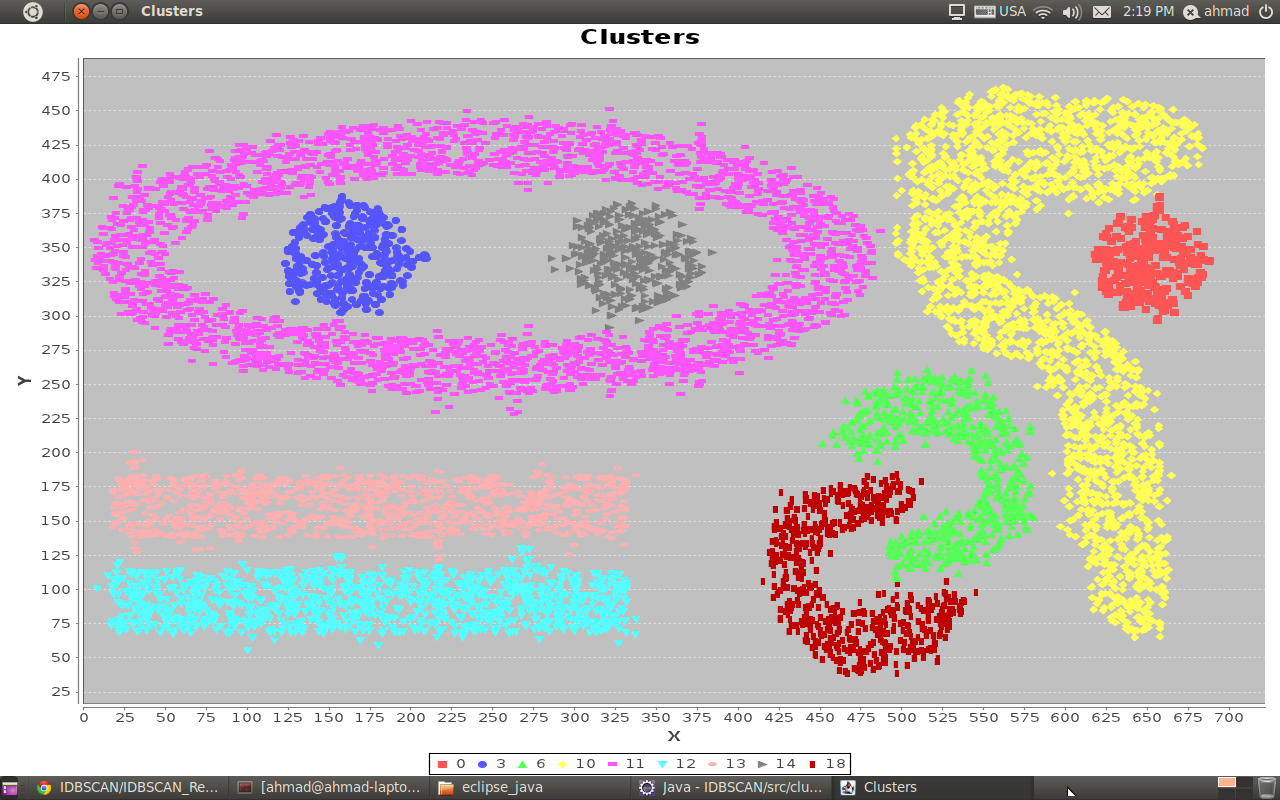 Clusters
USA
2:19 PM
ahmad
Clusters
475
450
425
400
375
350
325
300
275
250
225
200
175
150
125
100
75
50
25
Y
0 25 50 75 100 125 150 175 200 225 250 275 300 325 350 375 400 425 450 475 500 525 550 575 600 625 650 675 700
X
0 3 6 10 11 12 13 14 18
IDBSCAN/IDBSCAN_Re...
[ahmad@ahmad-lapto...
eclipse_java
Java - IDBSCAN/src/clu...
Clusters